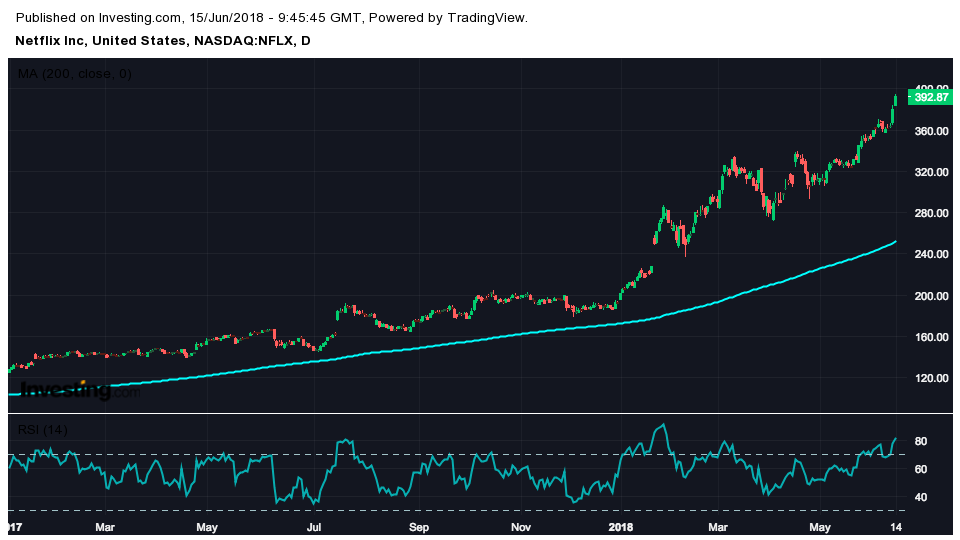 Published on Investing.com, 15/Jun/2018 - 9:45:45 GMT, Powered by TradingView.
Netflix Inc, United States, NASDAQ:NFLX, D
MA (200, close, 0)
400.00
392.87
360.00
320.00
280.00
240.00
200.00
160.00
120.00
Investing.com
RSI (14)
80
60
40
2017 Mar May Jul Sep Nov 2018 Mar May 14